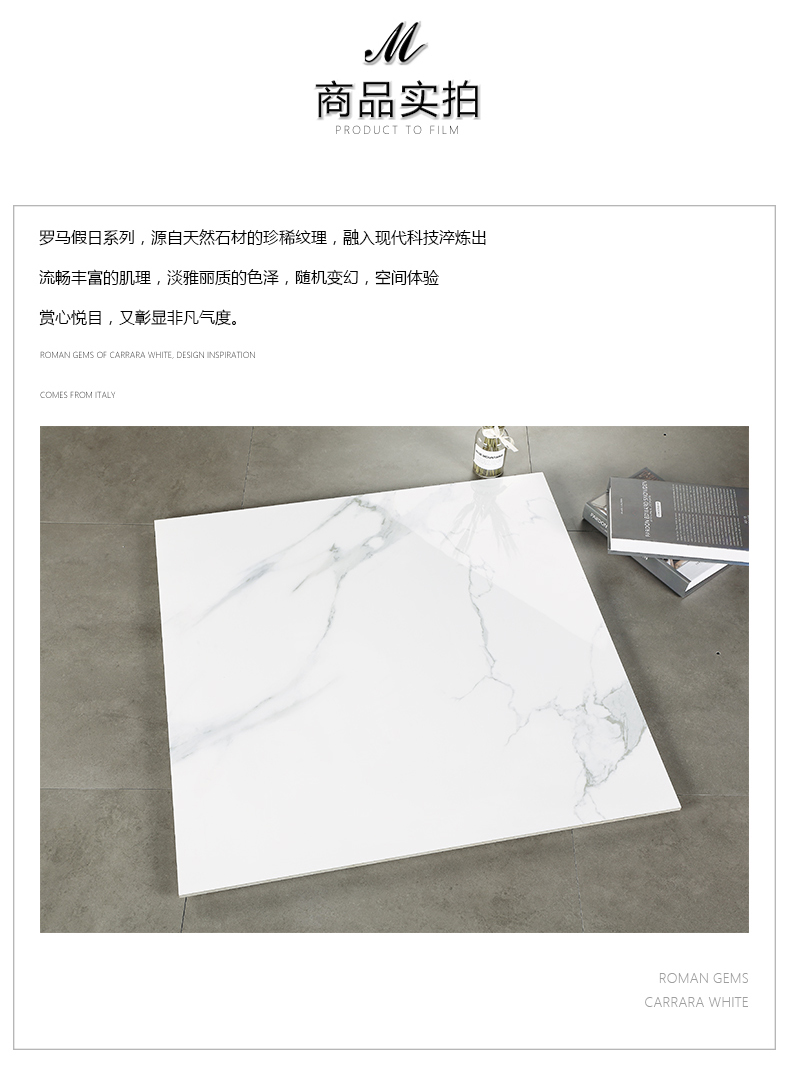 M
商品实拍
PRODUCT TO FILM
罗马假日系列，源自天然石材的珍稀纹理，融入现代科技淬炼出
流畅丰富的肌理，淡雅丽质的色泽，随机变幻，空间体验
赏心悦目，又彰显非凡气度。
ROMAN GEMS OF CARRARA WHITE, DESIGN INSPIRATION
COMES FROM ITALY
ROMAN GEMS
CARRARA WHITE